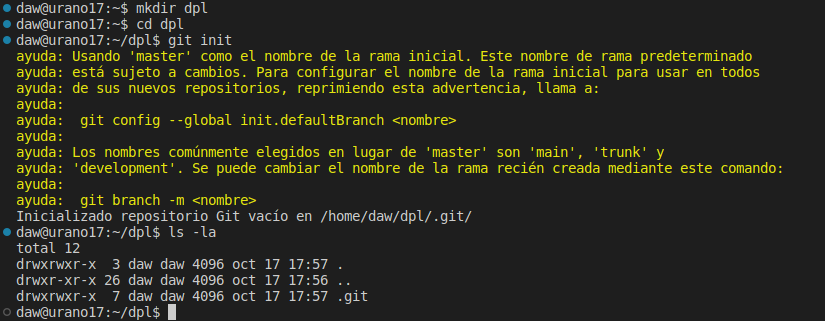 daw@urano17:~$ mkdir dpl
daw@urano17:~$ cd dpl
daw@urano17:~/dpl$ git init
ayuda: Usando 'master' como el nombre de la rama inicial. Este nombre de rama predeterminado
ayuda: está sujeto a cambios. Para configurar el nombre de la rama inicial para usar en todos
ayuda: de sus nuevos repositorios, reprimiendo esta advertencia, llama a:
ayuda:
ayuda:  git config --global init.defaultBranch <nombre>
ayuda:
ayuda: Los nombres comúnmente elegidos en lugar de 'master' son 'main', 'trunk' y
ayuda: 'development'. Se puede cambiar el nombre de la rama recién creada mediante este comando:
ayuda:
ayuda:  git branch -m <nombre>
Inicializado repositorio Git vacío en /home/daw/dpl/.git/
daw@urano17:~/dpl$ ls -la
total 12
drwxrwxr-x  3 daw daw 4096 oct 17 17:57 .
drwxr-xr-x 26 daw daw 4096 oct 17 17:56 ..
drwxrwxr-x  7 daw daw 4096 oct 17 17:57 .git
daw@urano17:~/dpl$